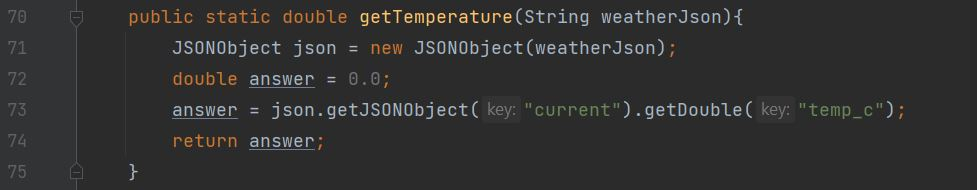 70 public static double getTemperature(String weatherJson){
71 JSONObject json = new JSONObject(weatherJson);
72 double answer = 0.0;
73 answer = json.getJSONObject( key: "current").getDouble( key: "temp_c");
74 return answer;
75 }